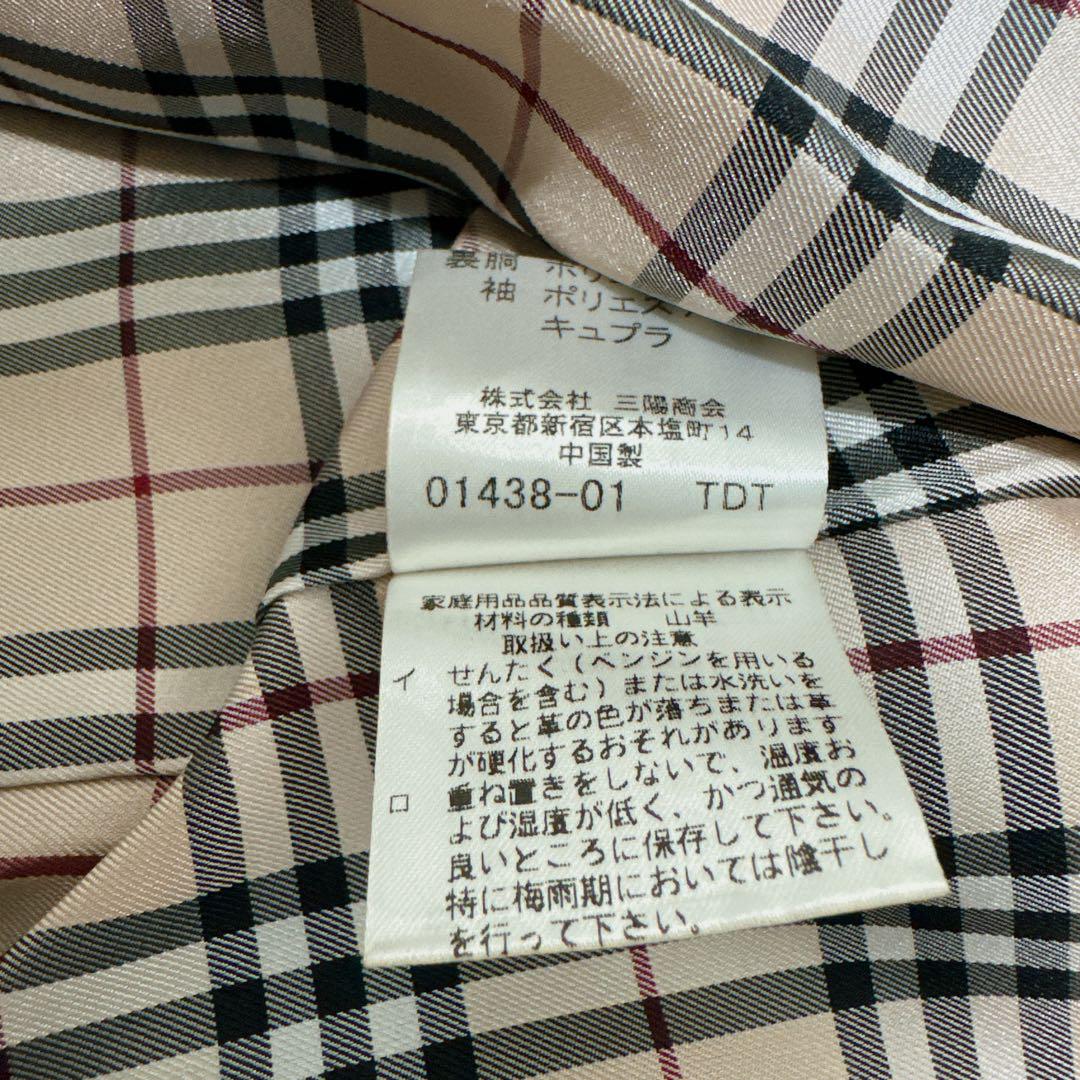 裏胴 ポリ
袖 ポリエス
キュプラ
株式会社 三陽商会
東京都新宿区本塩町14
中国製
01438-01 TDT
家庭用品品質表示法による表示
材料の種類 山羊
取扱い上の注意
イ せんたく(ベンジンを用いる
場合を含む)または水洗いを
すると革の色が落ちまたは革
が硬化するおそれがあります
ロ 重ね置きをしないで、温度お
よび湿度が低く、かつ通気の
良いところに保存して下さい。
特に梅雨期においては陰干し
を行って下さい。